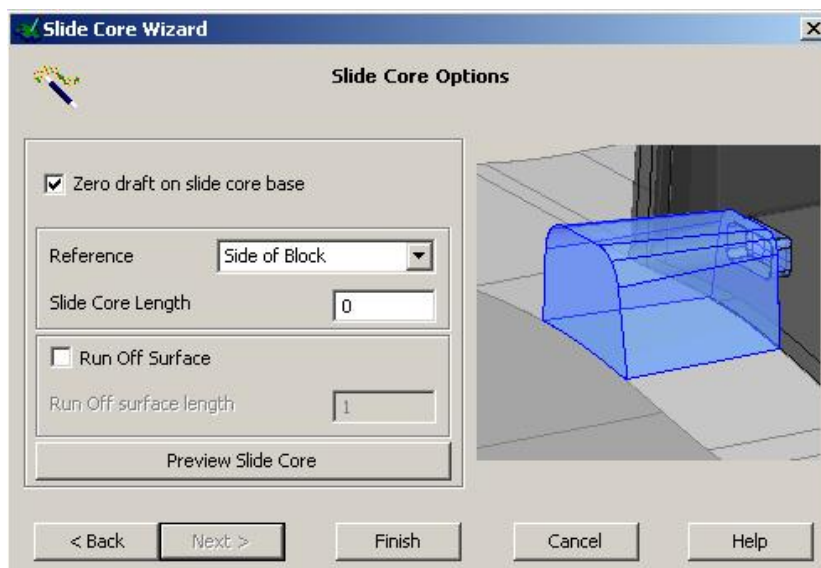 Slide Core Wizard
Slide Core Options
Zero draft on slide core base
Reference Side of Block
Slide Core Length 0
Run Off Surface
Run Off surface length 1
Preview Slide Core
< Back Next > Finish Cancel Help